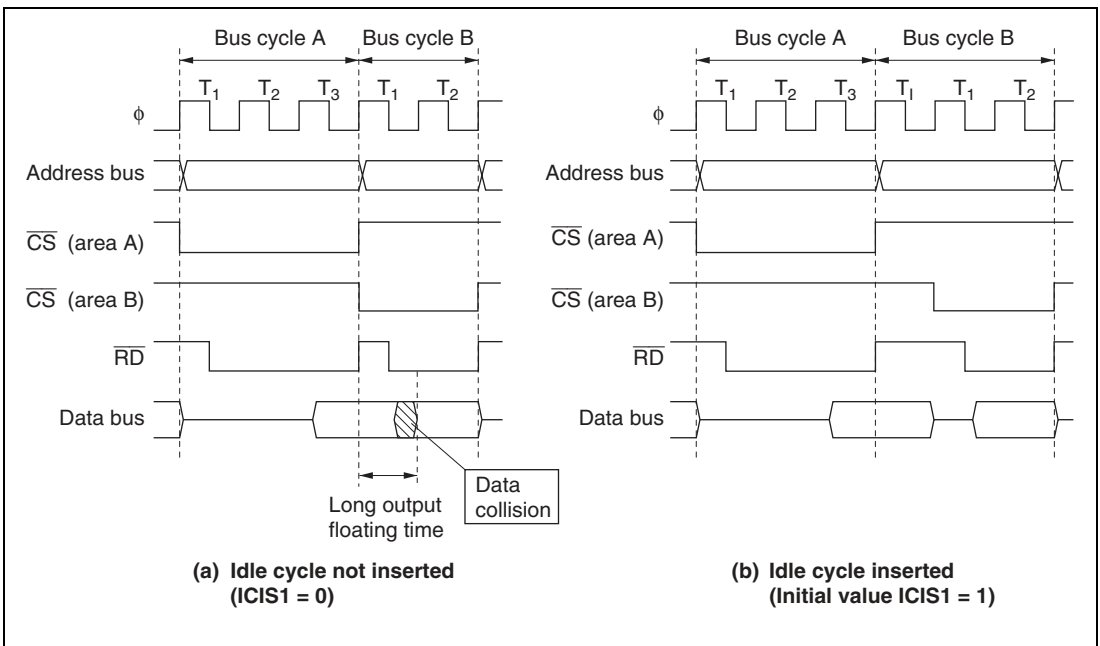 Bus cycle A Bus cycle B
T1 T2 T3 T1 T2
ϕ
Address bus
CS (area A)
CS (area B)
RD
Data bus
Long output
floating time
Data
collision
(a) Idle cycle not inserted
(ICIS1 = 0)
Bus cycle A Bus cycle B
T1 T2 T3 TI T1 T2
ϕ
Address bus
CS (area A)
CS (area B)
RD
Data bus
(b) Idle cycle inserted
(Initial value ICIS1 = 1)